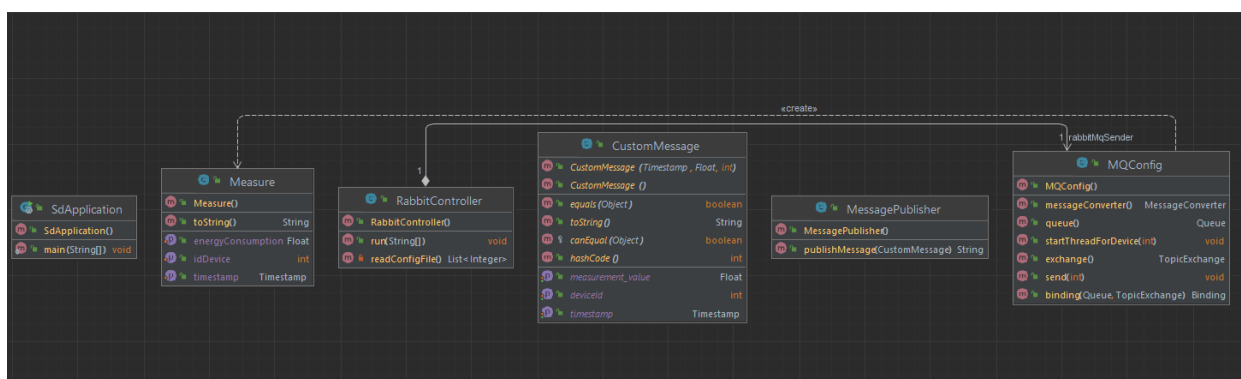 «create»
1 rabbitMqSender
1
SdApplication
SdApplication()
main(String[]) void
Measure
Measure()
toString() String
energyConsumption Float
idDevice int
timestamp Timestamp
RabbitController
RabbitController()
run(String[]) void
readConfigFile() List<Integer>
CustomMessage
CustomMessage (Timestamp , Float, int)
CustomMessage ()
equals (Object ) boolean
toString() String
canEqual (Object ) boolean
hashCode () int
measurement_value Float
deviceId int
timestamp Timestamp
MessagePublisher
MessagePublisher()
publishMessage(CustomMessage) String
MQConfig
MQConfig()
messageConverter() MessageConverter
queue() Queue
startThreadForDevice(int) void
exchange() TopicExchange
send(int) void
binding(Queue, TopicExchange) Binding